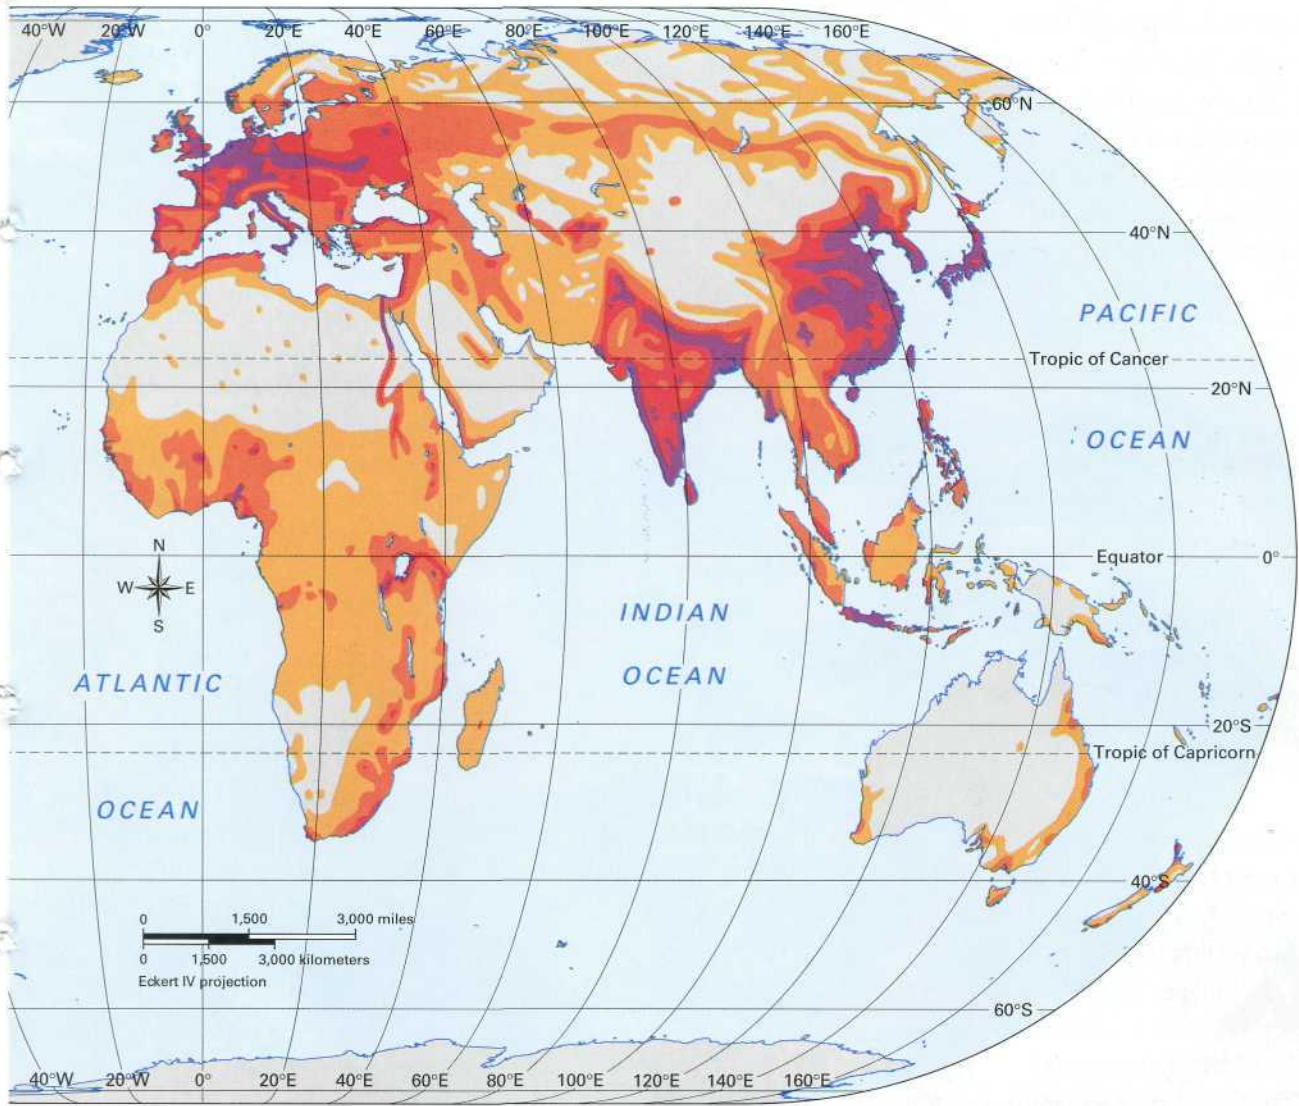 40°W 20°W 0° 20°E 40°E 60°E 80°E 100°E 120°E 140°E 160°E
60°N
40°N
PACIFIC
Tropic of Cancer
20°N
OCEAN
N
W E
S
Equator 0°
INDIAN
OCEAN
ATLANTIC
20°S
Tropic of Capricorn
OCEAN
40°S
0 1,500 3,000 miles
0 1,500 3,000 kilometers
Eckert IV projection
60°S
40°W 20°W 0° 20°E 40°E 60°E 80°E 100°E 120°E 140°E 160°E